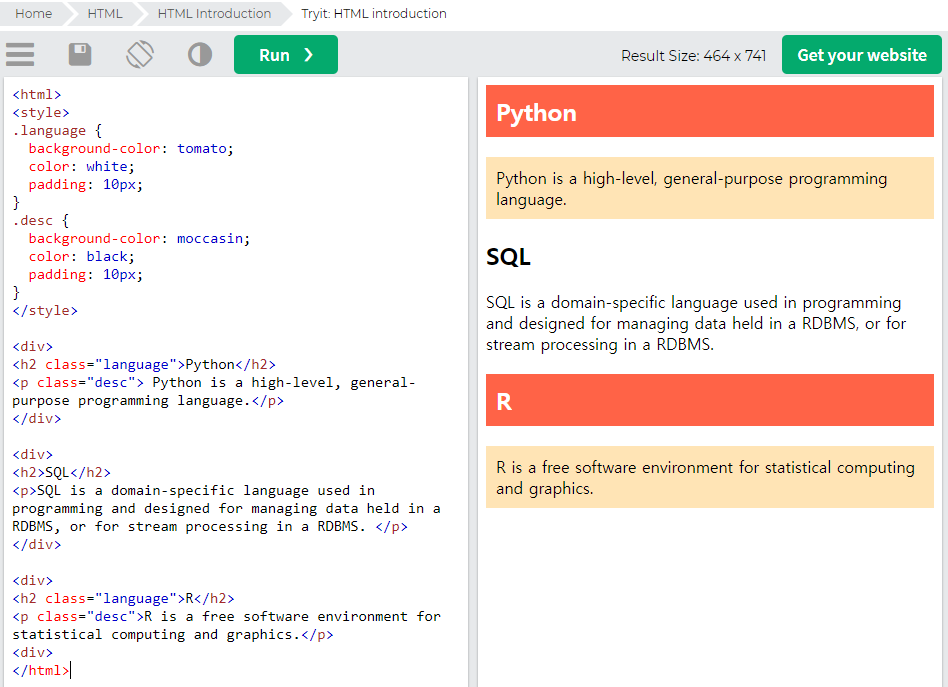 Home HTML HTML Introduction Tryit: HTML introduction
Run ❯ Result Size: 464 x 741 Get your website
<html>
<style>
.language {
  background-color: tomato;
  color: white;
  padding: 10px;
}
.desc {
  background-color: moccasin;
  color: black;
  padding: 10px;
}
</style>

<div>
<h2 class="language">Python</h2>
<p class="desc"> Python is a high-level, general-
purpose programming language.</p>
</div>

<div>
<h2>SQL</h2>
<p>SQL is a domain-specific language used in
programming and designed for managing data held in a
RDBMS, or for stream processing in a RDBMS. </p>
</div>

<div>
<h2 class="language">R</h2>
<p class="desc">R is a free software environment for
statistical computing and graphics.</p>
<div>
</html>
Python
Python is a high-level, general-purpose programming
language.
SQL
SQL is a domain-specific language used in programming
and designed for managing data held in a RDBMS, or for
stream processing in a RDBMS.
R
R is a free software environment for statistical computing
and graphics.